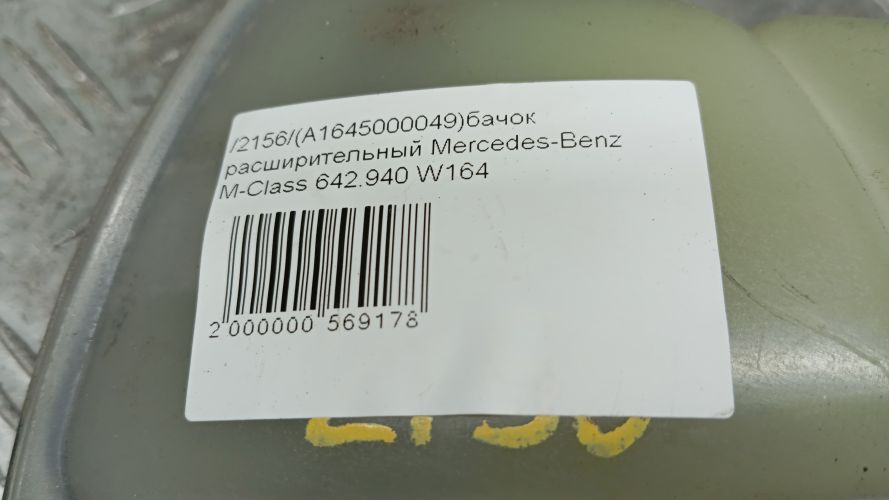 /2156/(A1645000049)бачок
расширительный Mercedes-Benz
M-Class 642.940 W164
2 000000 569178